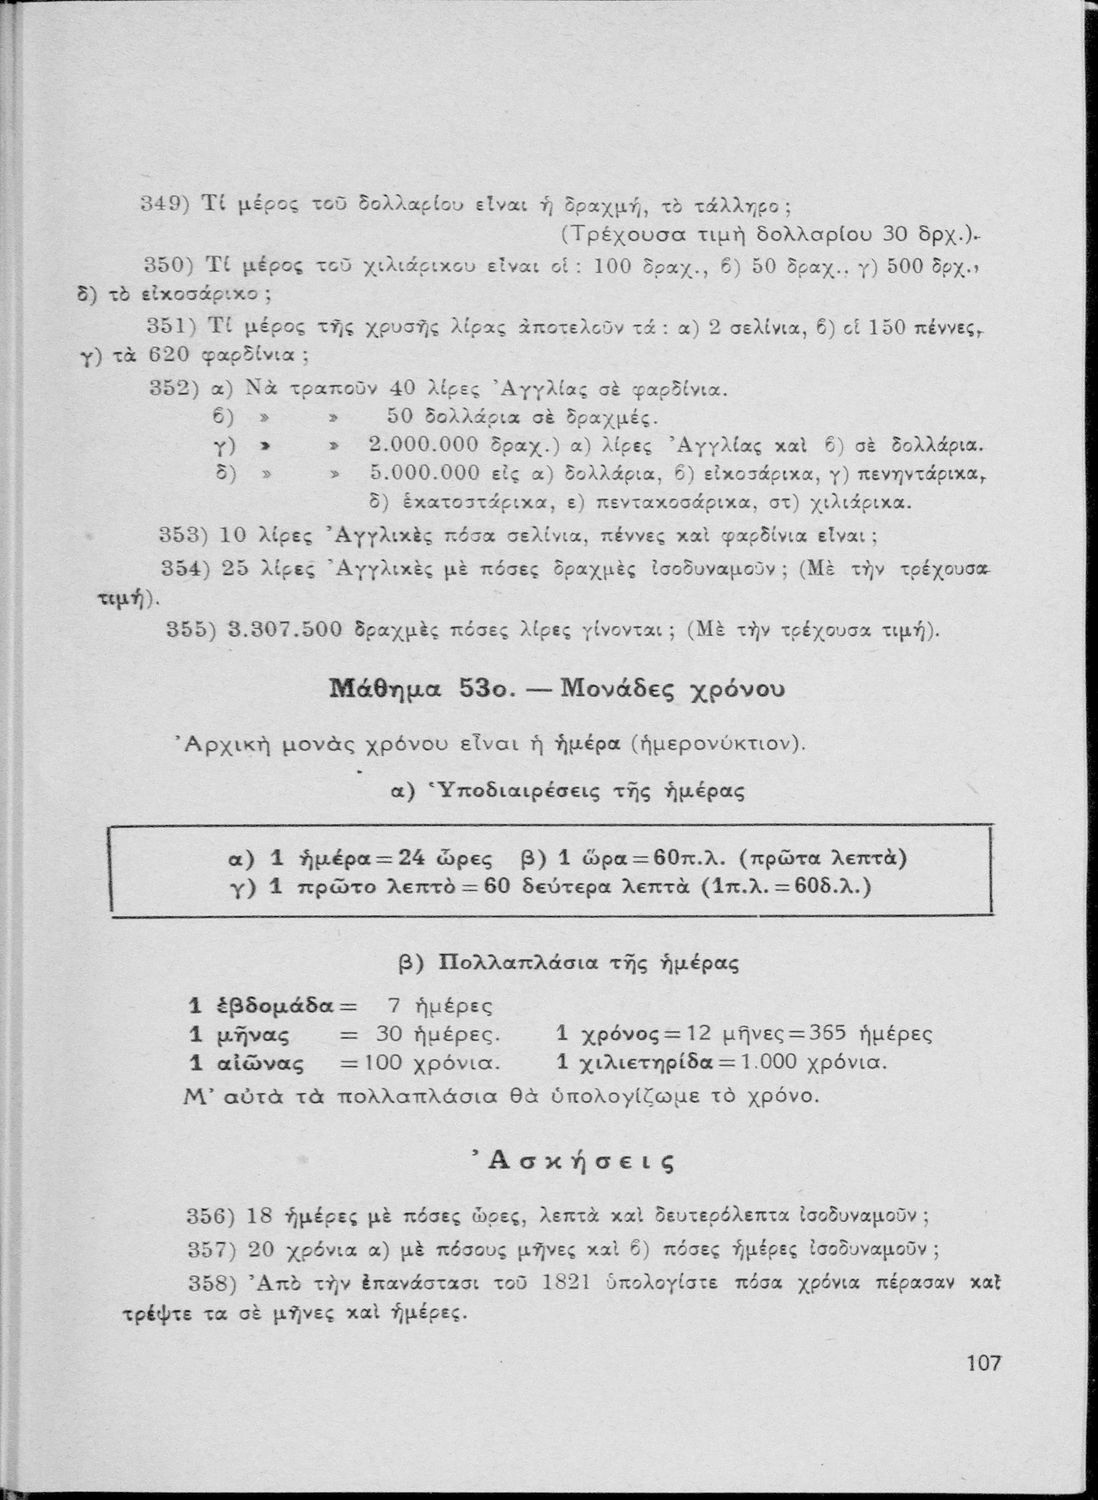 349) Τί μέρος τοῦ δολλαρίου εἶναι ἡ δραχμή, τὸ τάλληρο ;
(Τρέχουσα τιμὴ δολλαρίου 30 δρχ.).
350) Τί μέρος τοῦ χιλιάρικου εἶναι οἱ : 100 δραχ., β) 50 δραχ., γ) 500 δρχ.,
δ) τὸ εἰκοσάρικο ;
351) Τί μέρος τῆς χρυσῆς λίρας ἀποτελοῦν τά : α) 2 σελίνια, β) οἱ 150 πέννες,
γ) τὰ 620 φαρδίνια ;
352) α) Νὰ τραποῦν 40 λίρες Ἀγγλίας σὲ φαρδίνια.
β) » » 50 δολλάρια σὲ δραχμές.
γ) » » 2.000.000 δραχ.) α) λίρες Ἀγγλίας καὶ β) σὲ δολλάρια.
δ) » » 5.000.000 εἰς α) δολλάρια, β) εἰκοσάρικα, γ) πενηντάρικα,
δ) ἑκατοστάρικα, ε) πεντακοσάρικα, στ) χιλιάρικα.
353) 10 λίρες Ἀγγλικὲς πόσα σελίνια, πέννες καὶ φαρδίνια εἶναι ;
354) 25 λίρες Ἀγγλικὲς μὲ πόσες δραχμὲς ἰσοδυναμοῦν ; (Μὲ τὴν τρέχουσα
τιμή).
355) 3.307.500 δραχμὲς πόσες λίρες γίνονται ; (Μὲ τὴν τρέχουσα τιμή).
Μάθημα 53ο. — Μονάδες χρόνου
Ἀρχικὴ μονὰς χρόνου εἶναι ἡ ἡμέρα (ἡμερονύκτιον).
α) Ὑποδιαιρέσεις τῆς ἡμέρας
α) 1 ἡμέρα = 24 ὧρες β) 1 ὥρα = 60π.λ. (πρῶτα λεπτὰ)
γ) 1 πρῶτο λεπτὸ = 60 δεύτερα λεπτὰ (1π.λ. = 60δ.λ.)
β) Πολλαπλάσια τῆς ἡμέρας
1 ἑβδομάδα = 7 ἡμέρες
1 μῆνας = 30 ἡμέρες. 1 χρόνος = 12 μῆνες = 365 ἡμέρες
1 αἰῶνας = 100 χρόνια. 1 χιλιετηρίδα = 1.000 χρόνια.
Μ’ αὐτὰ τὰ πολλαπλάσια θὰ ὑπολογίζωμε τὸ χρόνο.
Ἀσκήσεις
356) 18 ἡμέρες μὲ πόσες ὧρες, λεπτὰ καὶ δευτερόλεπτα ἰσοδυναμοῦν ;
357) 20 χρόνια α) μὲ πόσους μῆνες καὶ β) πόσες ἡμέρες ἰσοδυναμοῦν ;
358) Ἀπὸ τὴν ἐπανάστασι τοῦ 1821 ὑπολογίστε πόσα χρόνια πέρασαν καὶ
τρέψτε τα σὲ μῆνες καὶ ἡμέρες.
107